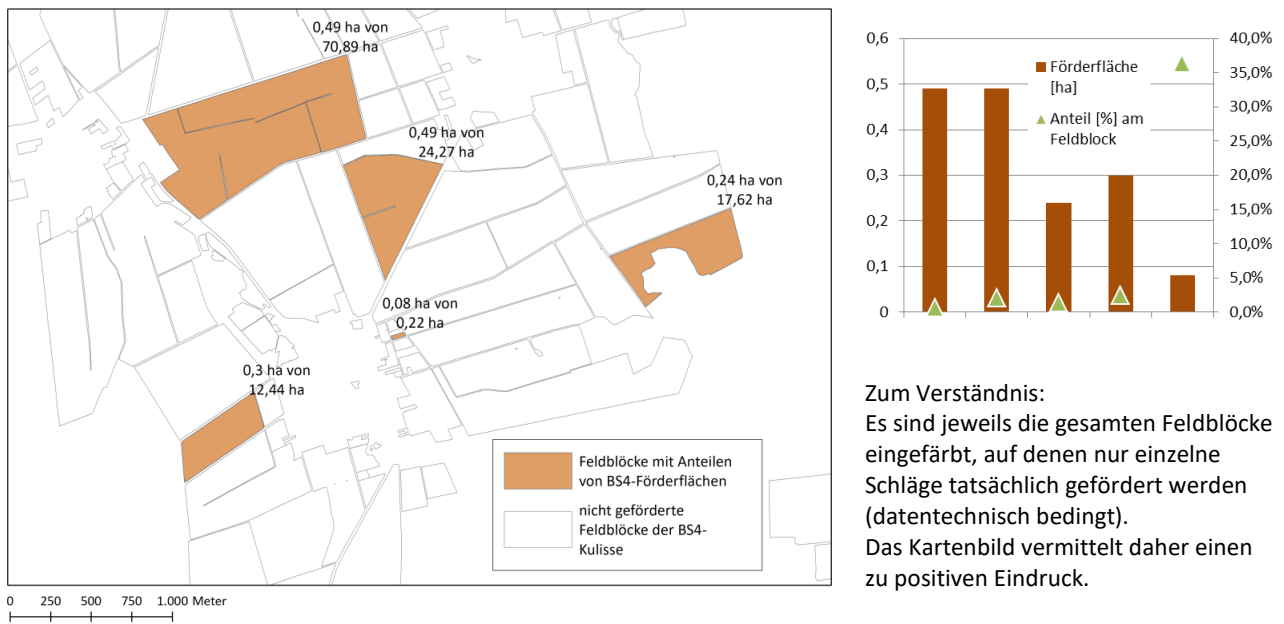 0,49 ha von
70,89 ha
0,49 ha von
24,27 ha
0,24 ha von
17,62 ha
0,08 ha von
0,22 ha
0,3 ha von
12,44 ha
Feldblöcke mit Anteilen
von BS4-Förderflächen
nicht geförderte
Feldblöcke der BS4-
Kulisse
0 250 500 750 1.000 Meter
0,6
0,5
0,4
0,3
0,2
0,1
0
Förderfläche
[ha]
Anteil [%] am
Feldblock
40,0%
35,0%
30,0%
25,0%
20,0%
15,0%
10,0%
5,0%
0,0%
Zum Verständnis:
Es sind jeweils die gesamten Feldblöcke
eingefärbt, auf denen nur einzelne
Schläge tatsächlich gefördert werden
(datentechnisch bedingt).
Das Kartenbild vermittelt daher einen
zu positiven Eindruck.